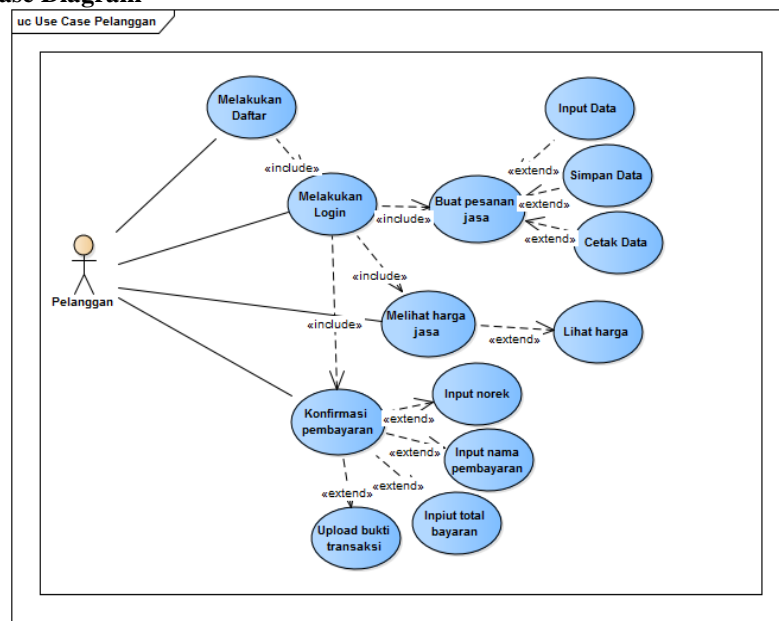 ase Diagram
uc Use Case Pelanggan
Melakukan
Daftar
Input Data
«include»
«extend»
Simpan Data
Melakukan
Login
Buat pesanan
jasa
«include»
«extend»
«extend»
Cetak Data
Pelanggan
«include»
Melihat harga
jasa
«include»
«extend»
Lihat harga
Input norek
Konfirmasi
pembayaran
«extend»
«extend»
Input nama
pembayaran
«extend»
«extend»
Upload bukti
transaksi
Inpiut total
bayaran